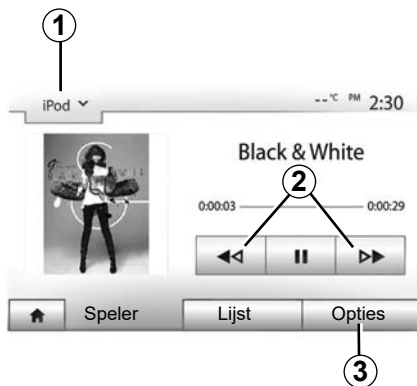 1
iPod
--°C PM 2:30
Black & White
2
0:00:03 0:00:29
Speler Lijst Opties
3